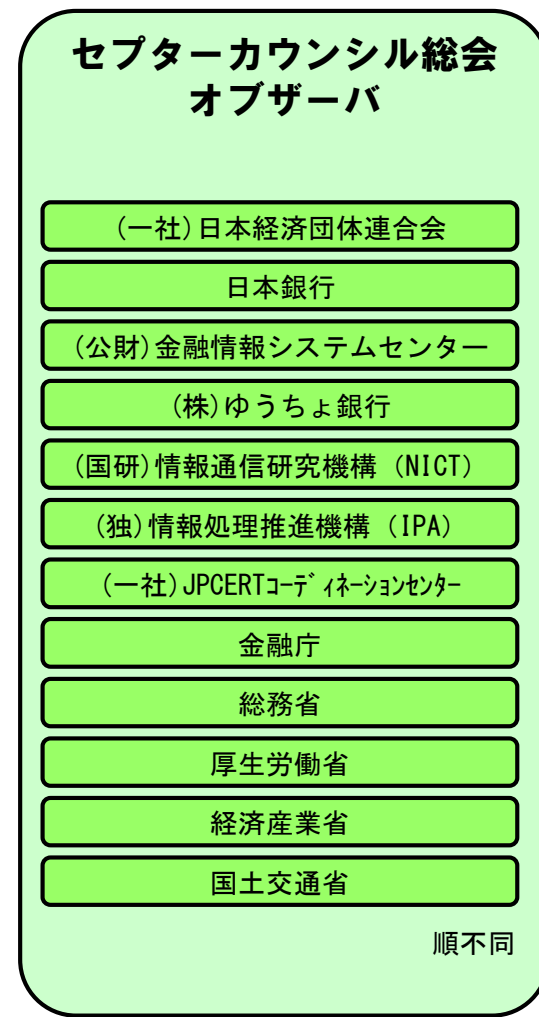 セプターカウンシル総会
オブザーバ
(一社)日本経済団体連合会
日本銀行
(公財)金融情報システムセンター
(株)ゆうちょ銀行
(国研)情報通信研究機構（NICT）
(独)情報処理推進機構（IPA）
(一社)JPCERTｺｰﾃﾞｨﾈｰｼｮﾝｾﾝﾀｰ
金融庁
総務省
厚生労働省
経済産業省
国土交通省
順不同